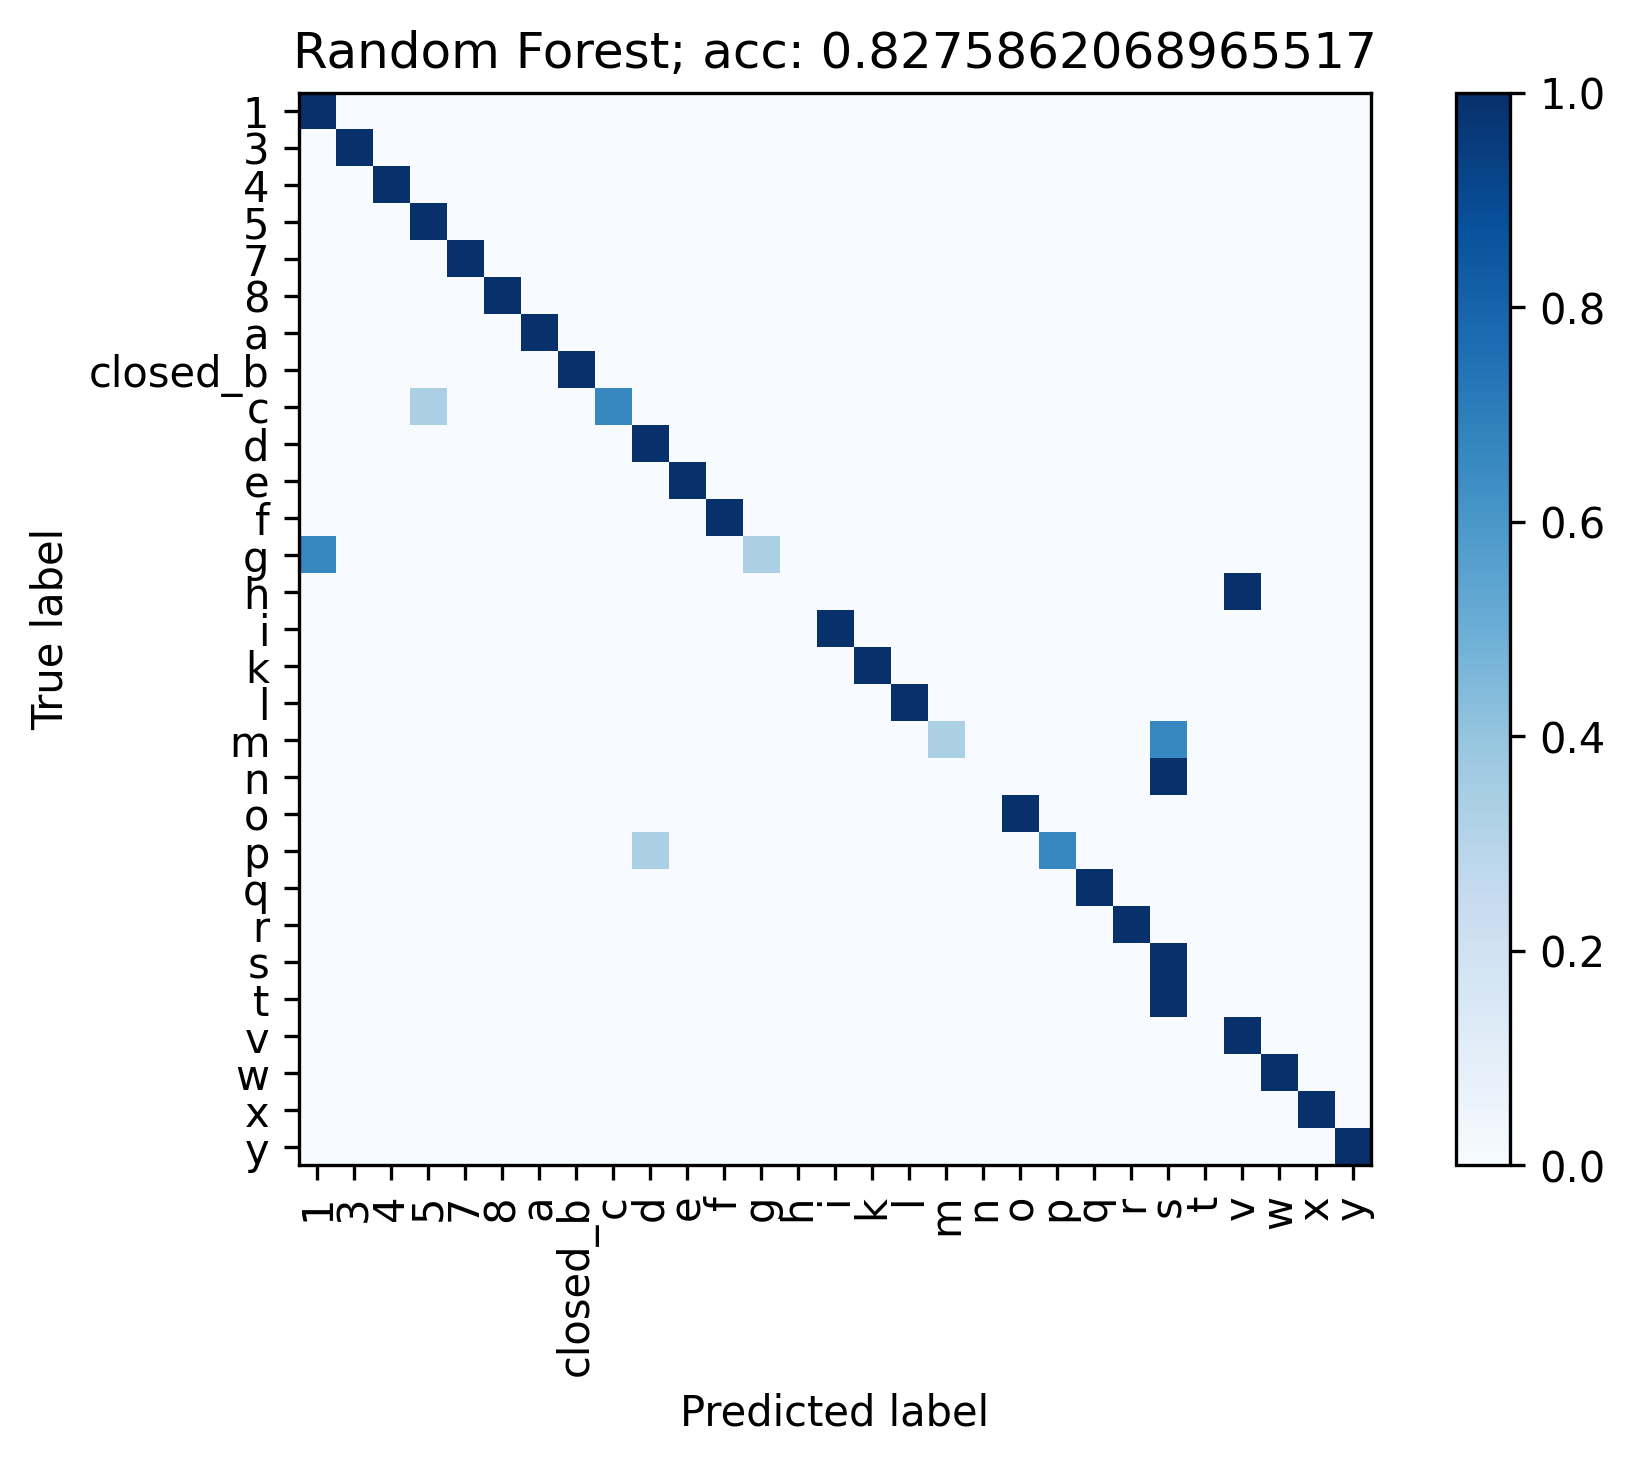 Random Forest; acc: 0.8275862068965517
1
3
4
5
7
8
a
closed_b
c
d
e
f
g
h
i
k
l
m
n
o
p
q
r
s
t
v
w
x
y
True label
1 3 4 5 7 8 a closed_b c d e f g h i k l m n o p q r s t v w x y
Predicted label
1.0
0.8
0.6
0.4
0.2
0.0